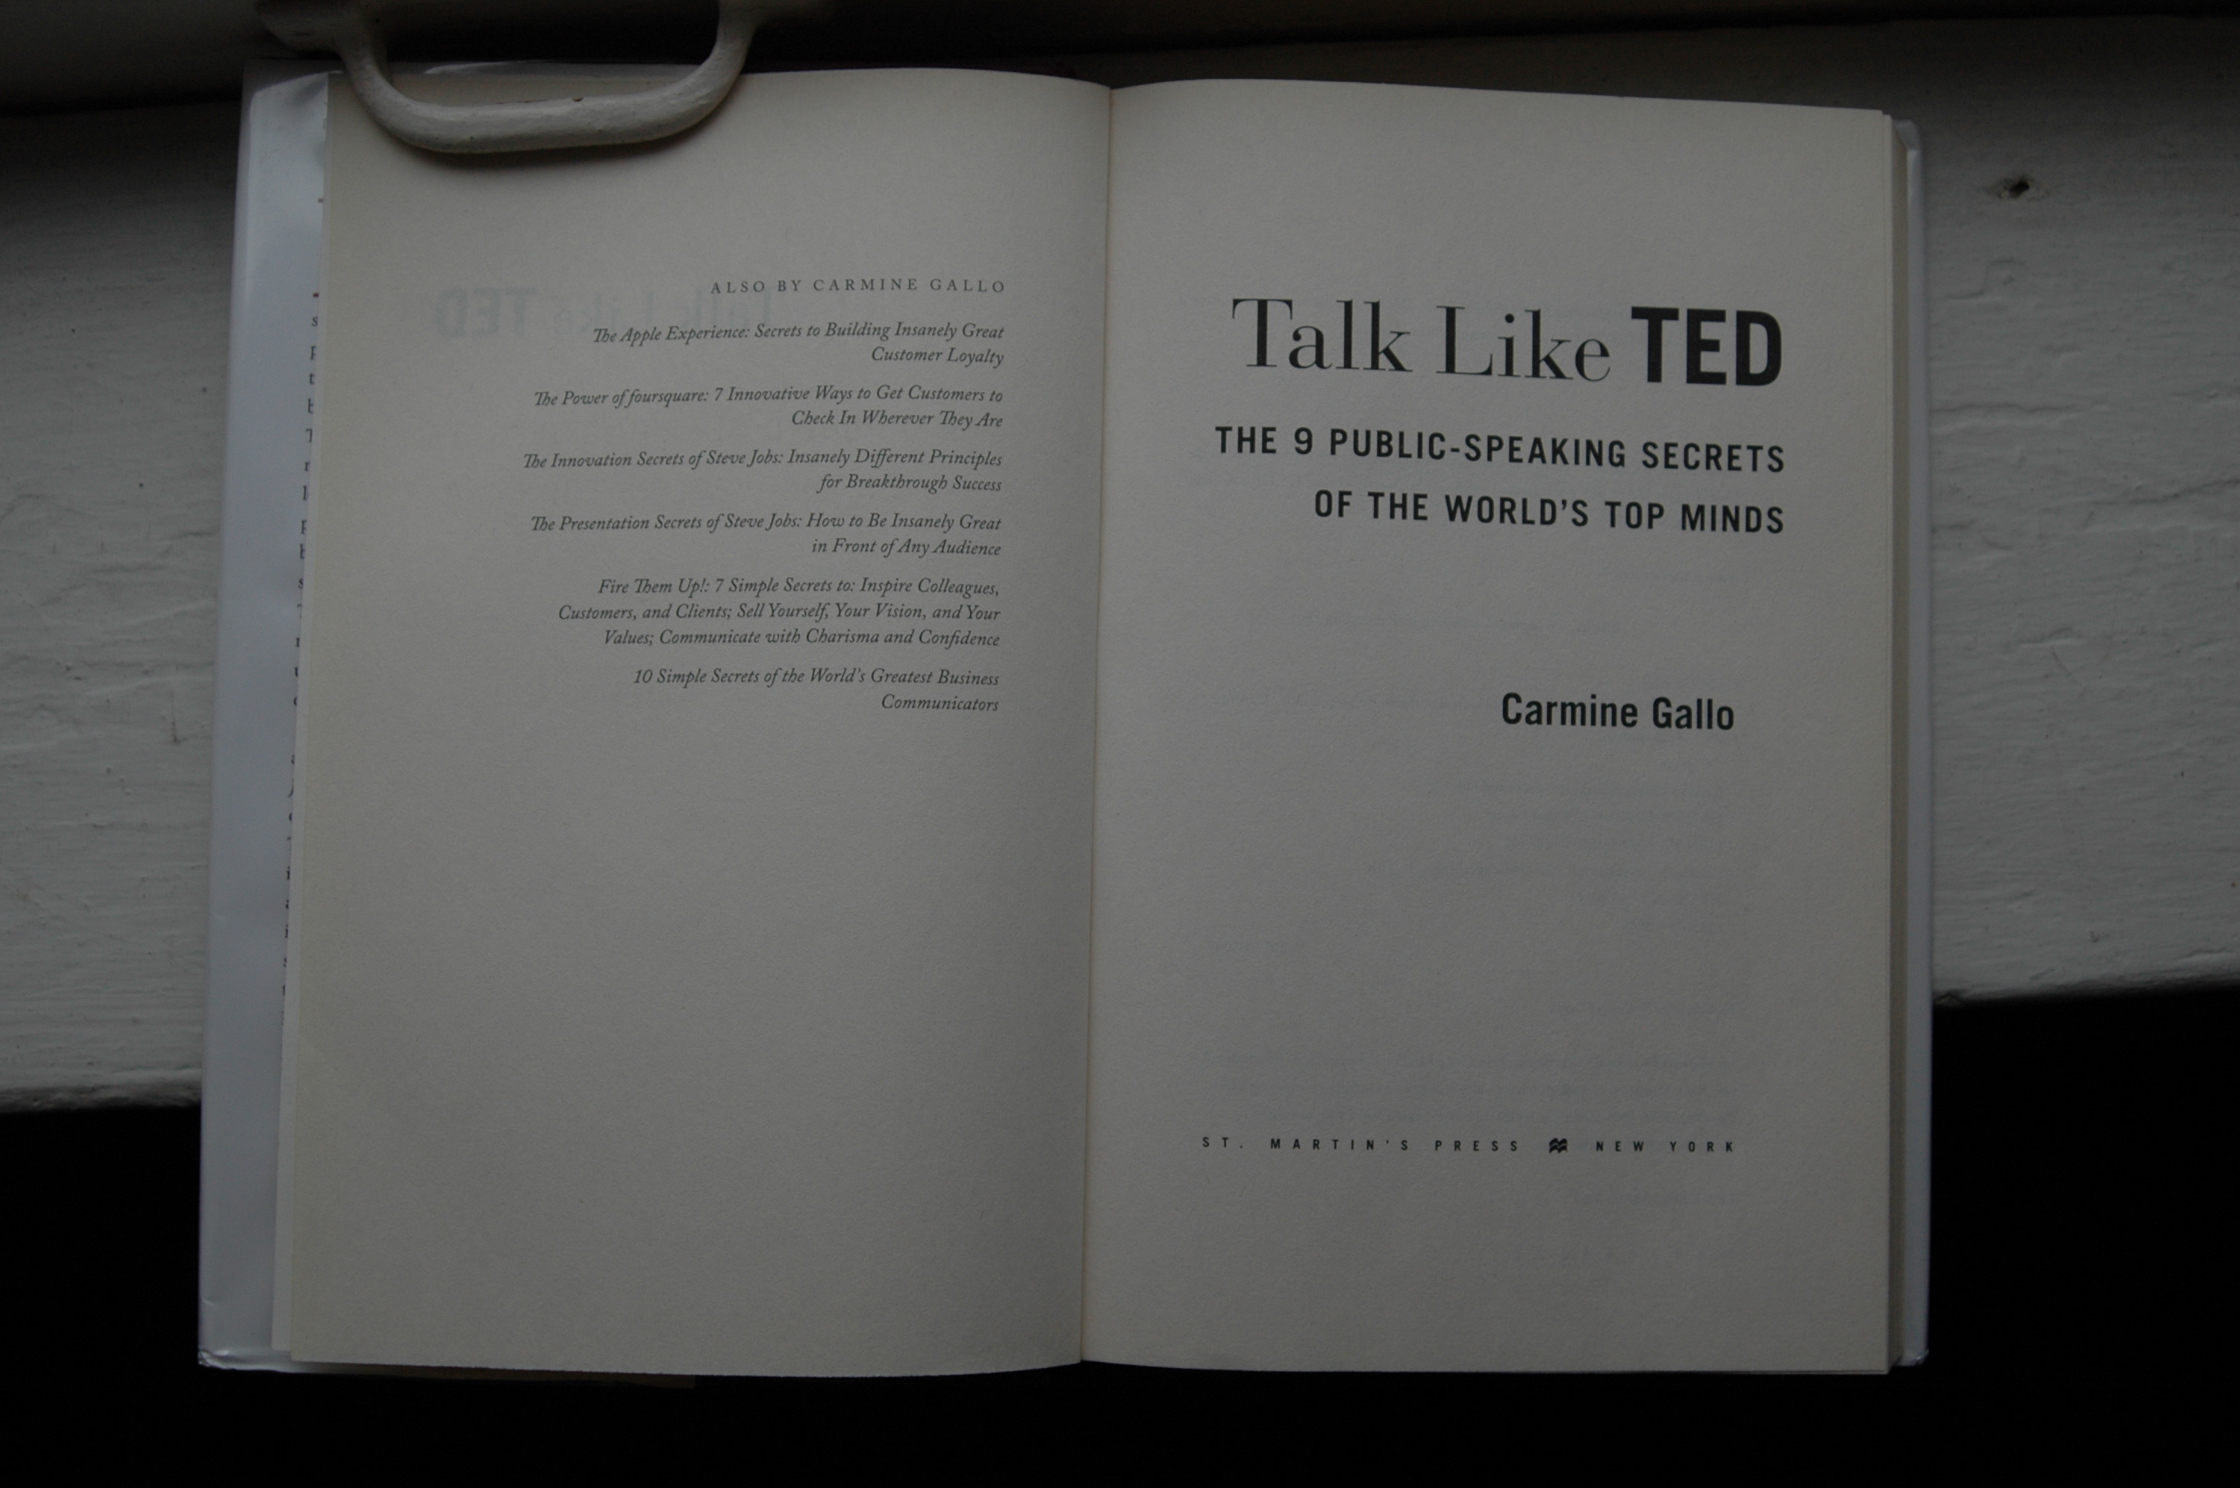 ALSO BY CARMINE GALLO
The Apple Experience: Secrets to Building Insanely Great
Customer Loyalty
The Power of foursquare: 7 Innovative Ways to Get Customers to
Check In Wherever They Are
The Innovation Secrets of Steve Jobs: Insanely Different Principles
for Breakthrough Success
The Presentation Secrets of Steve Jobs: How to Be Insanely Great
in Front of Any Audience
Fire Them Up!: 7 Simple Secrets to: Inspire Colleagues,
Customers, and Clients; Sell Yourself, Your Vision, and Your
Values; Communicate with Charisma and Confidence
10 Simple Secrets of the World's Greatest Business
Communicators
Talk Like TED
THE 9 PUBLIC-SPEAKING SECRETS
OF THE WORLD'S TOP MINDS
Carmine Gallo
ST. MARTIN'S PRESS NEW YORK